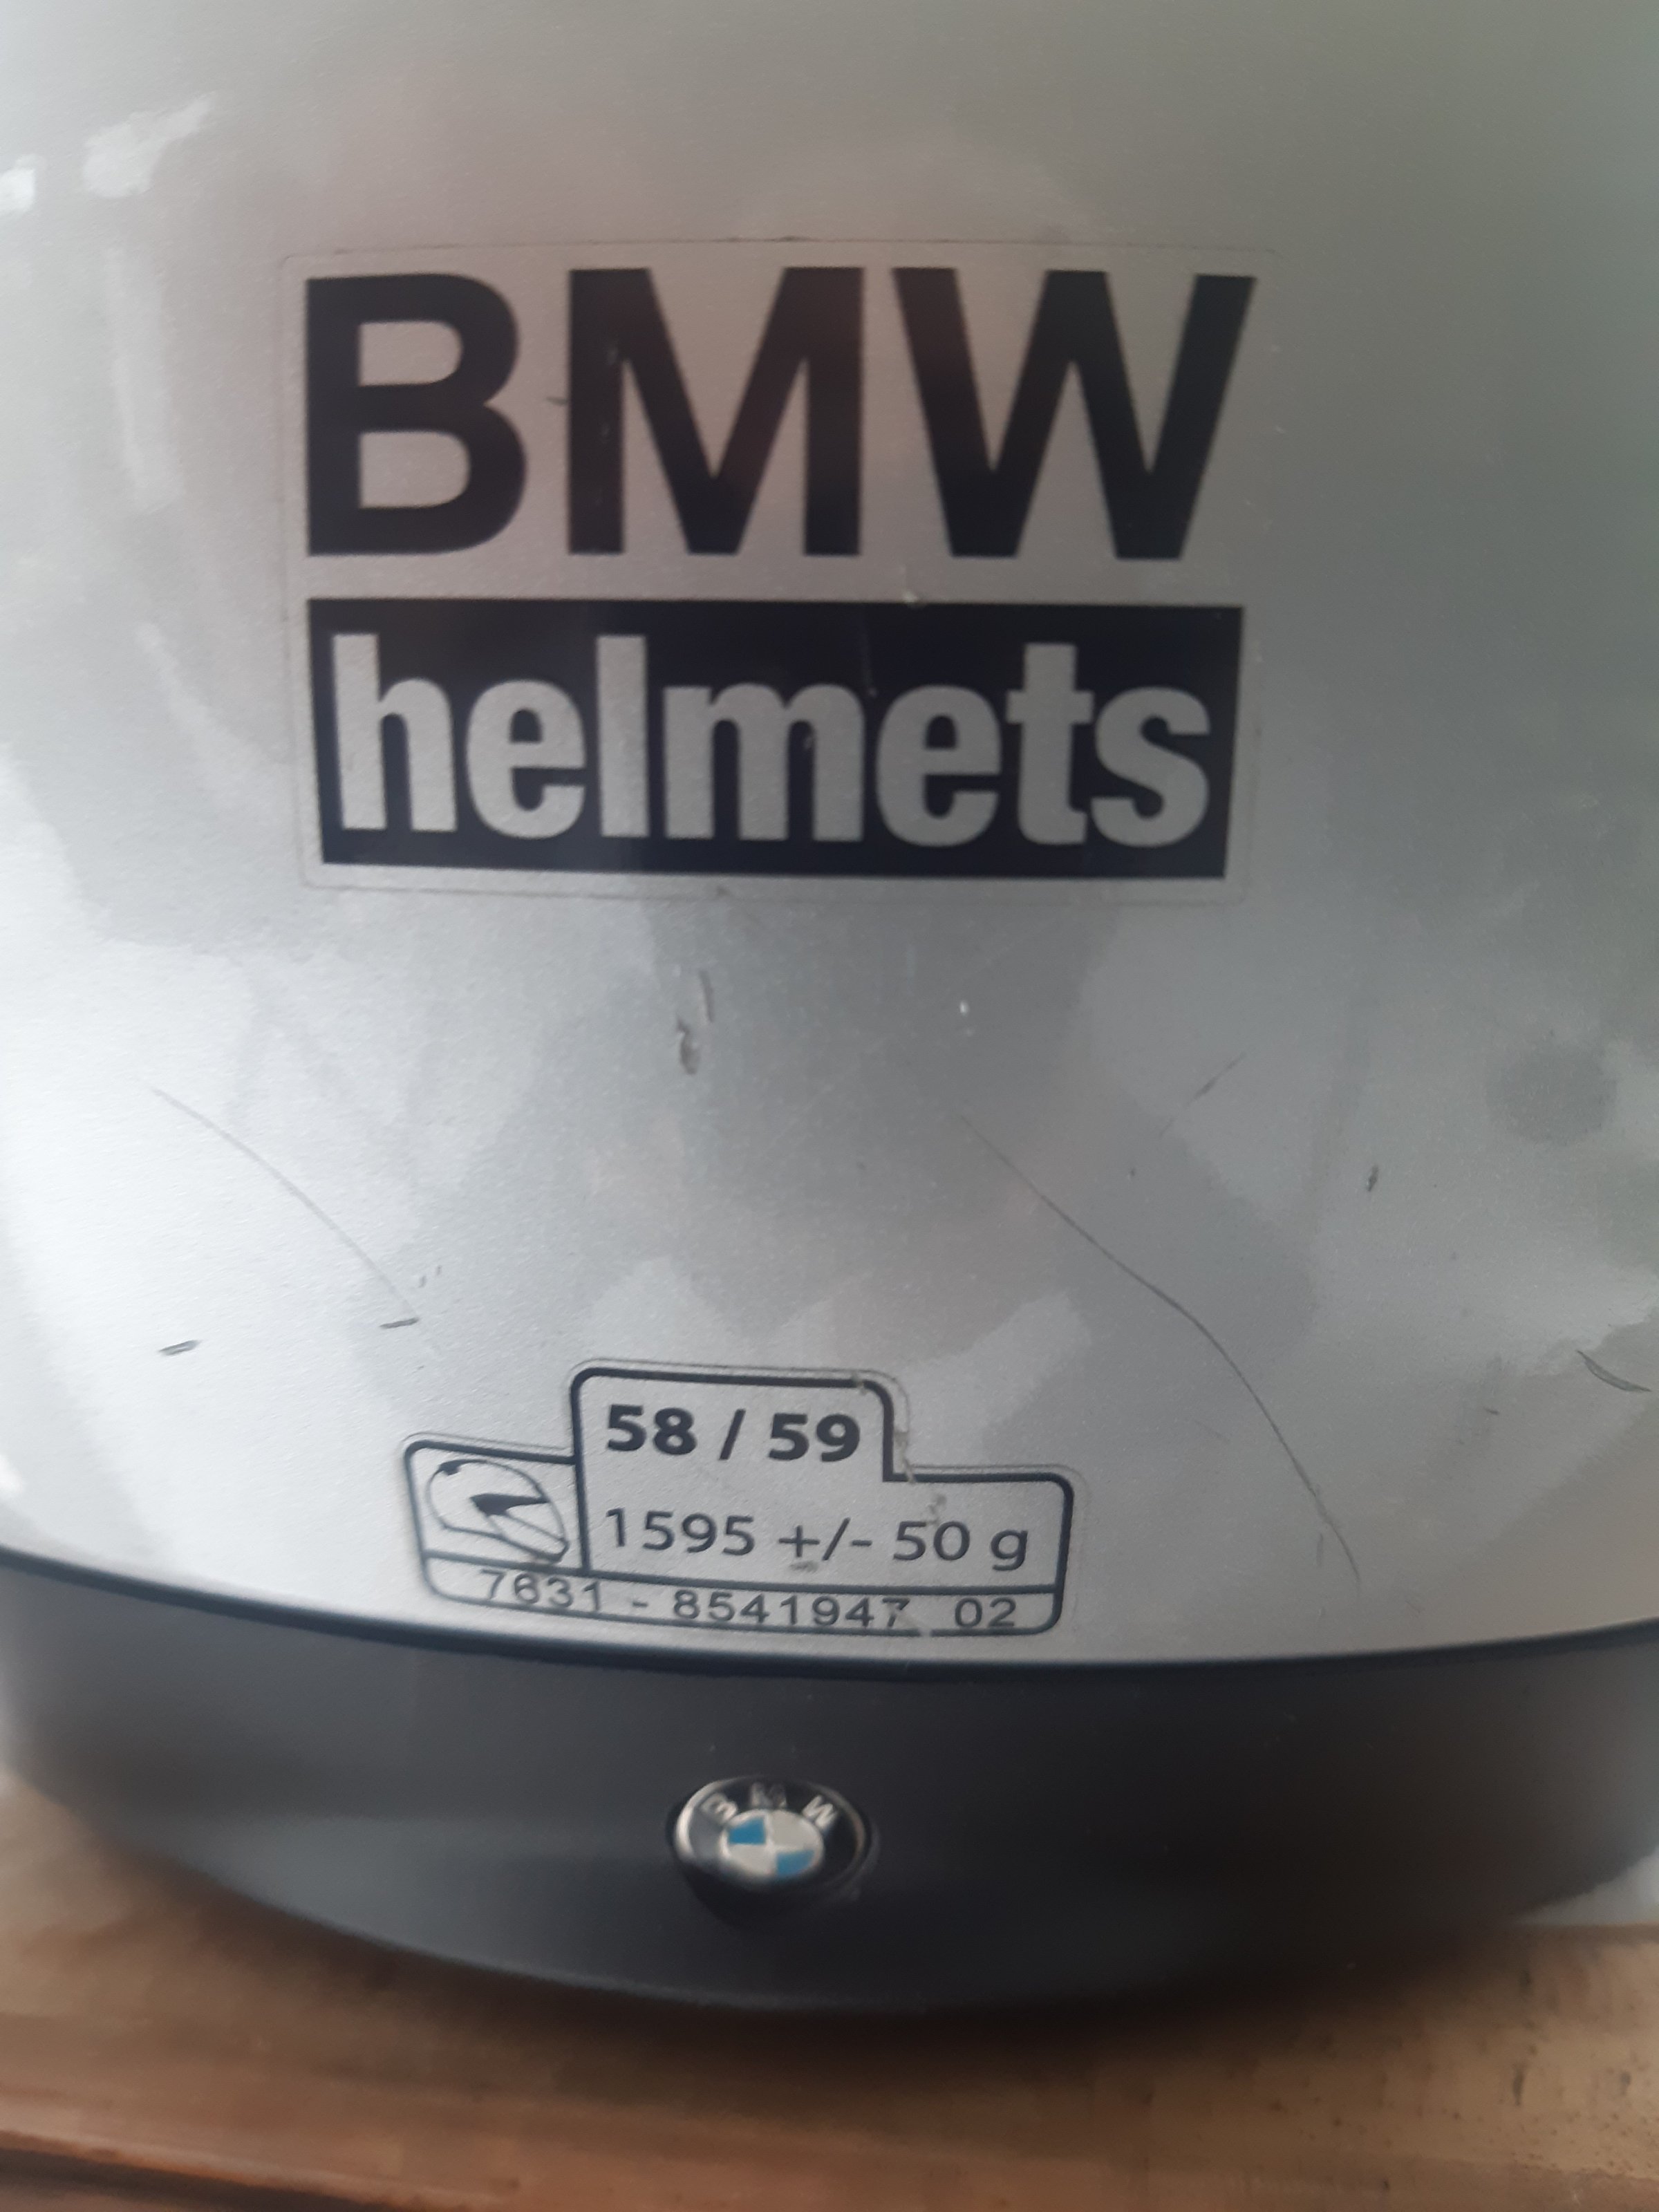 BMW
helmets
58 / 59
1595 +/- 50 g
7631 - 8541947 02
BMW